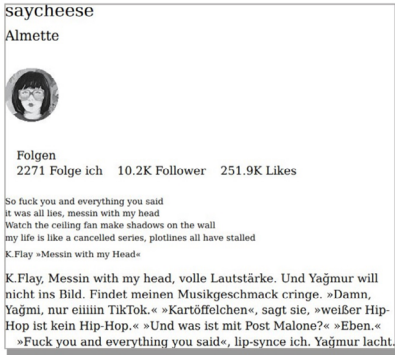 saycheese
Almette
Folgen
2271 Folge ich 10.2K Follower 251.9K Likes
So fuck you and everything you said
it was all lies, messin with my head
Watch the ceiling fan make shadows on the wall
my life is like a cancelled series, plotlines all have stalled
K.Flay »Messin with my Head«
K.Flay, Messin with my head, volle Lautstärke. Und Yağmur will
nicht ins Bild. Findet meinen Musikgeschmack cringe. »Damn,
Yağmi, nur eiiiiin TikTok.« »Kartöffelchen«, sagt sie, »weißer Hip-
Hop ist kein Hip-Hop.« »Und was ist mit Post Malone?« »Eben.«
»Fuck you and everything you said«, lip-synce ich. Yağmur lacht.